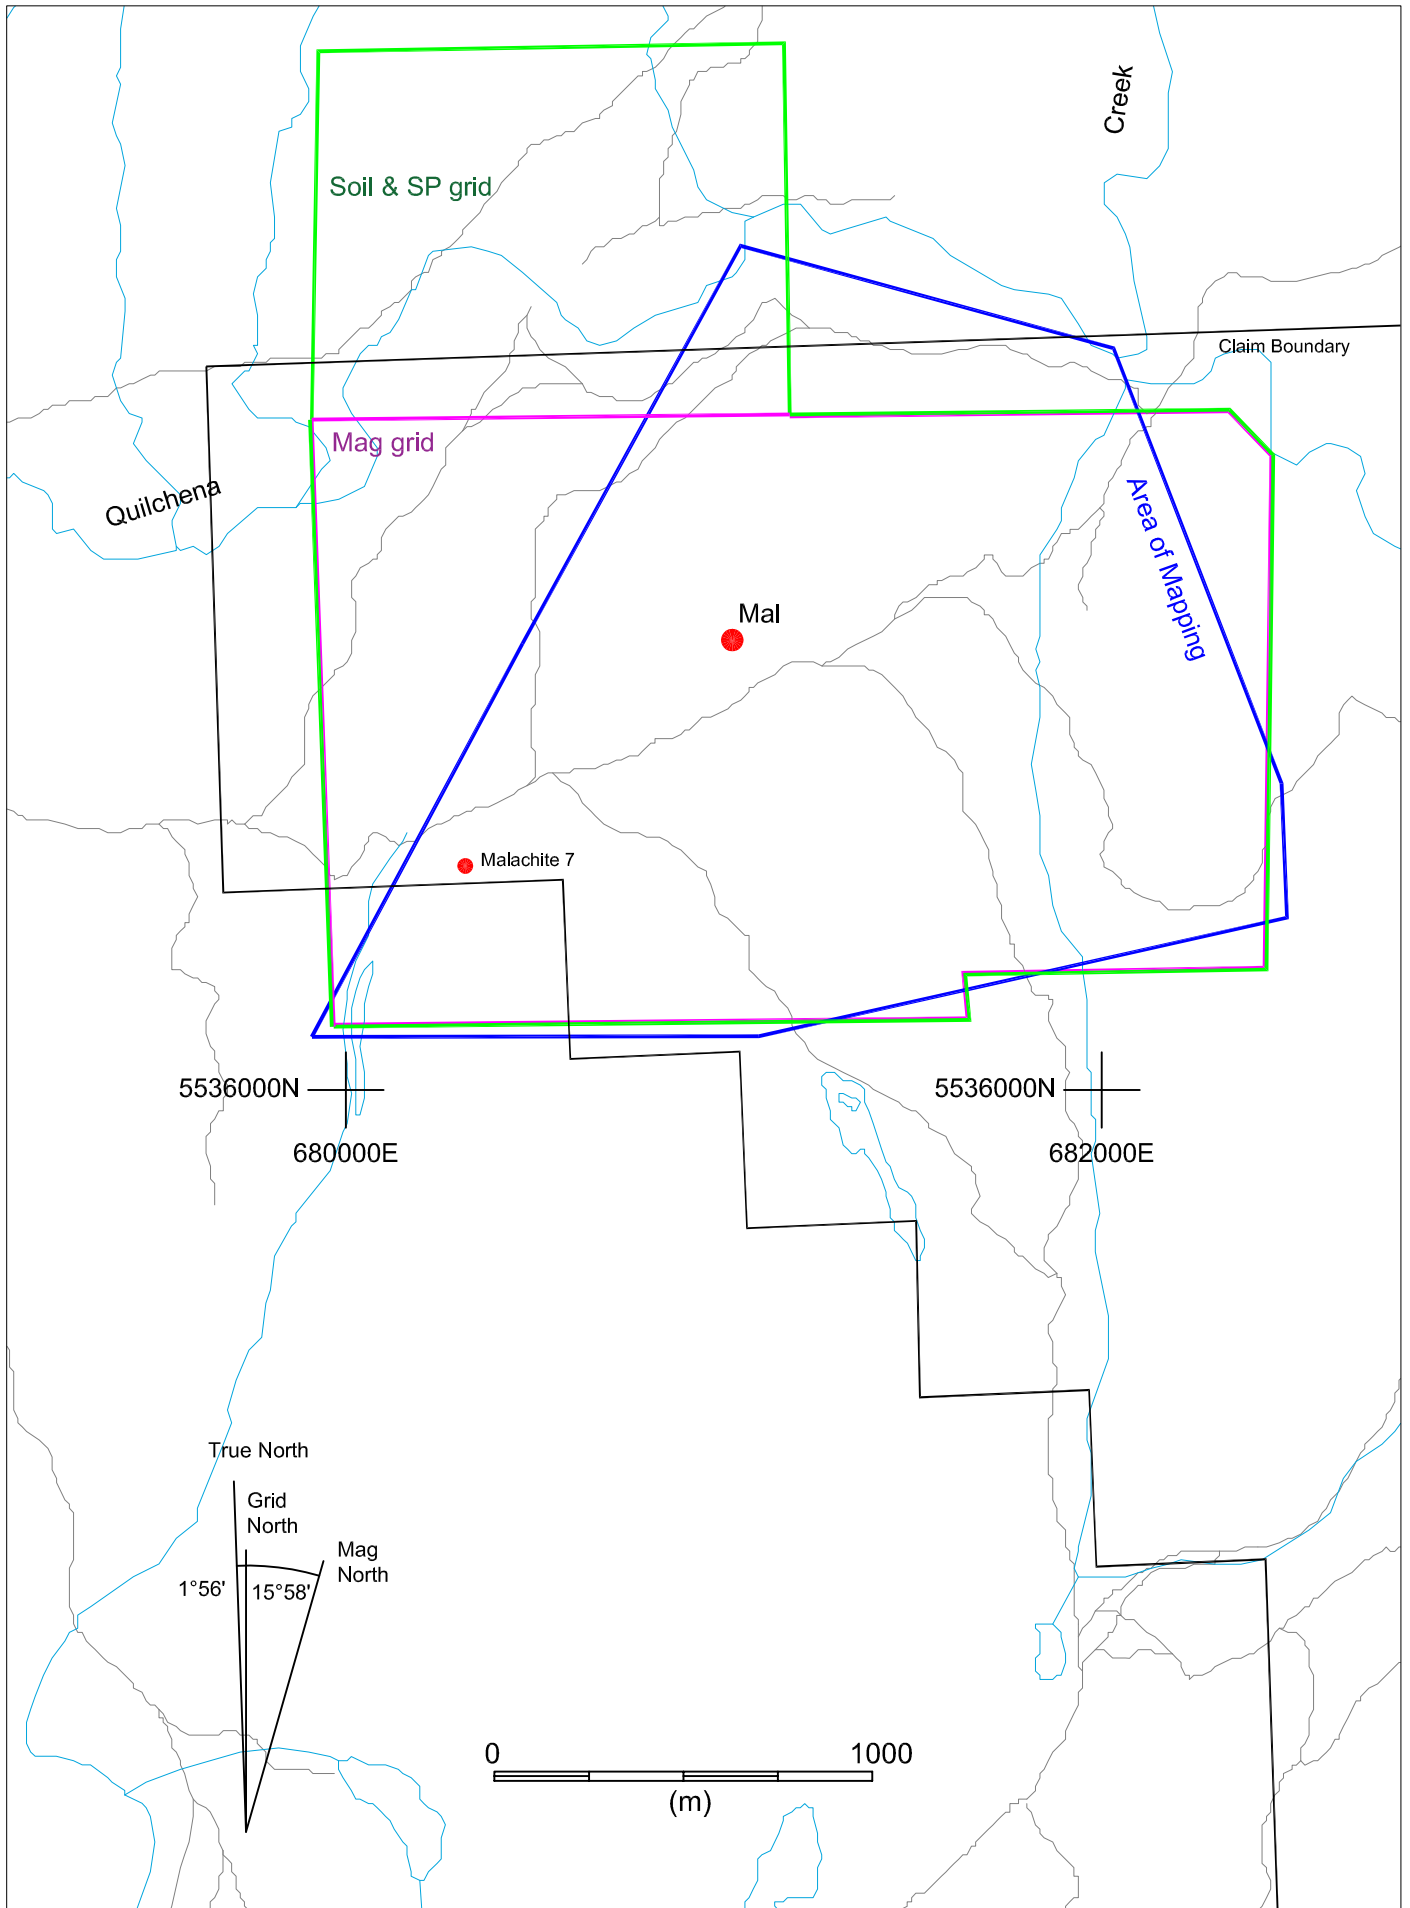 Creek
Soil & SP grid
Claim Boundary
Mag grid
Quilchena
Area of Mapping
Mal
Malachite 7
5536000N
5536000N
680000E
682000E
True North
Grid
North
Mag
North
1°56'
15°58'
0
1000
(m)